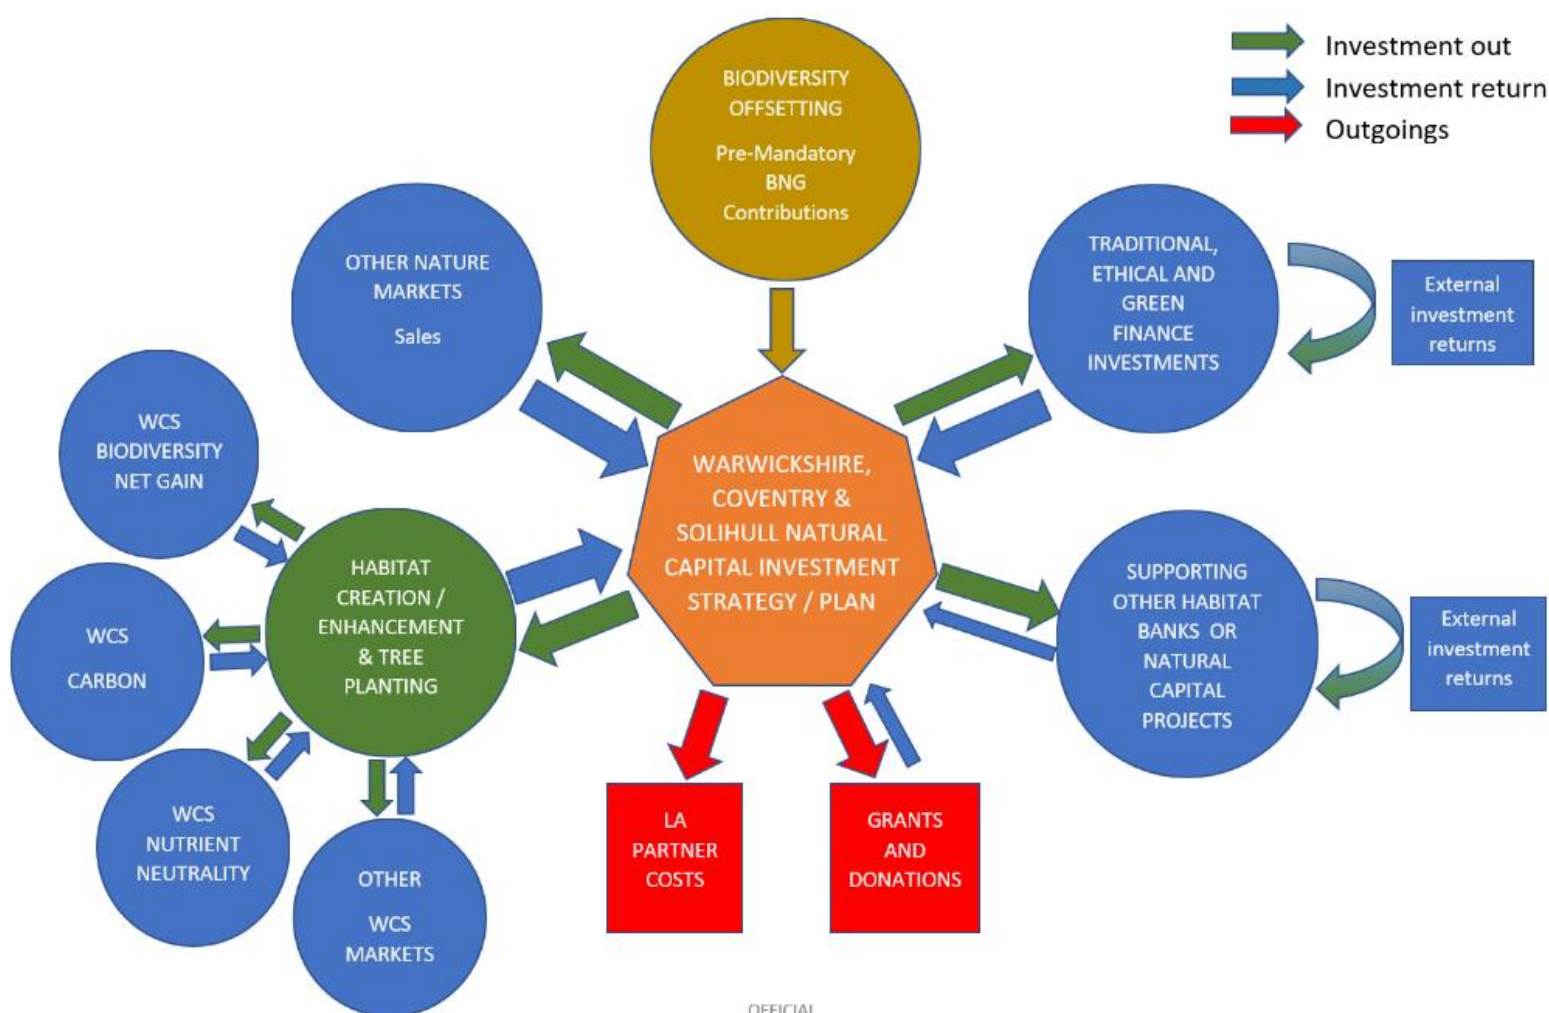 BIODIVERSITY
OFFSETTING
Pre-Mandatory
BNG
Contributions
Investment out
Investment return
Outgoings
OTHER NATURE
MARKETS
Sales
TRADITIONAL,
ETHICAL AND
GREEN
FINANCE
INVESTMENTS
External
investment
returns
WCS
BIODIVERSITY
NET GAIN
WARWICKSHIRE,
COVENTRY &
SOLIHULL NATURAL
CAPITAL INVESTMENT
STRATEGY / PLAN
HABITAT
CREATION /
ENHANCEMENT
& TREE
PLANTING
SUPPORTING
OTHER HABITAT
BANKS OR
NATURAL
CAPITAL
PROJECTS
External
investment
returns
WCS
CARBON
WCS
NUTRIENT
NEUTRALITY
OTHER
WCS
MARKETS
LA
PARTNER
COSTS
GRANTS
AND
DONATIONS
OFFICIAL